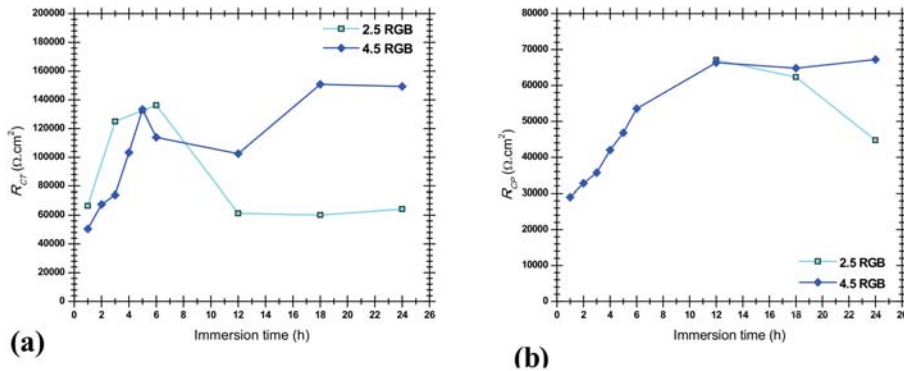 200000
180000
160000
140000
120000
100000
80000
60000
40000
20000
0
R_CT (Ω.cm²)
2.5 RGB
4.5 RGB
0 2 4 6 8 10 12 14 16 18 20 22 24 26
Immersion time (h)
(a)
80000
70000
60000
50000
40000
30000
20000
10000
0
R_CP (Ω.cm²)
2.5 RGB
4.5 RGB
0 2 4 6 8 10 12 14 16 18 20 22 24 26
Immersion time (h)
(b)